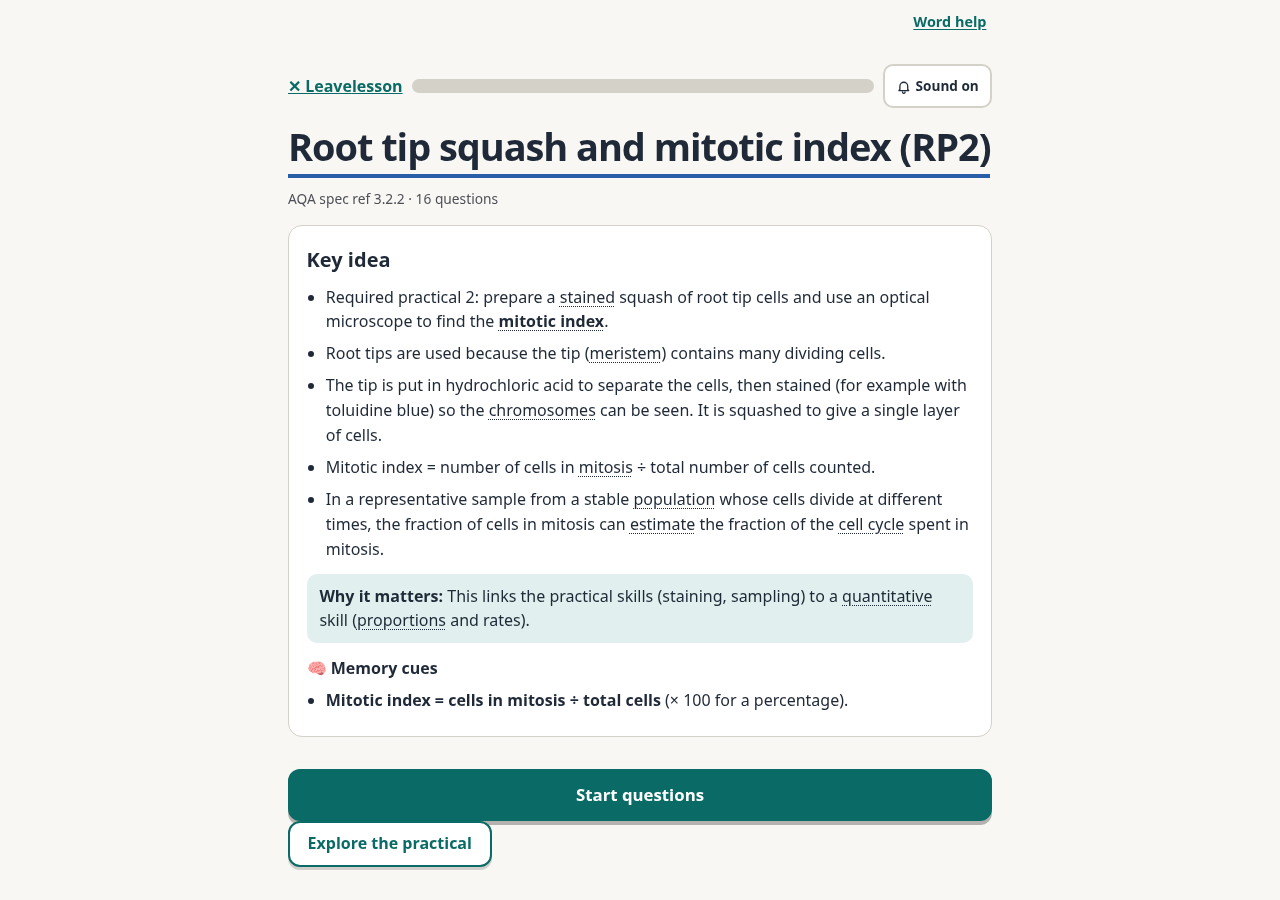 Word help
✕ Leavelesson
Sound on
Root tip squash and mitotic index (RP2)
AQA spec ref 3.2.2 · 16 questions
Key idea
• Required practical 2: prepare a stained squash of root tip cells and use an optical
microscope to find the mitotic index.
• Root tips are used because the tip (meristem) contains many dividing cells.
• The tip is put in hydrochloric acid to separate the cells, then stained (for example with
toluidine blue) so the chromosomes can be seen. It is squashed to give a single layer
of cells.
• Mitotic index = number of cells in mitosis ÷ total number of cells counted.
• In a representative sample from a stable population whose cells divide at different
times, the fraction of cells in mitosis can estimate the fraction of the cell cycle spent in
mitosis.
Why it matters: This links the practical skills (staining, sampling) to a quantitative
skill (proportions and rates).
🧠 Memory cues
• Mitotic index = cells in mitosis ÷ total cells (× 100 for a percentage).
Start questions
Explore the practical